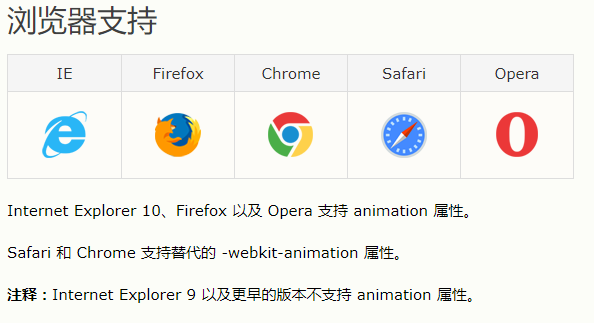 浏览器支持
IE Firefox Chrome Safari Opera
Internet Explorer 10、Firefox 以及 Opera 支持 animation 属性。
Safari 和 Chrome 支持替代的 -webkit-animation 属性。
注释：Internet Explorer 9 以及更早的版本不支持 animation 属性。